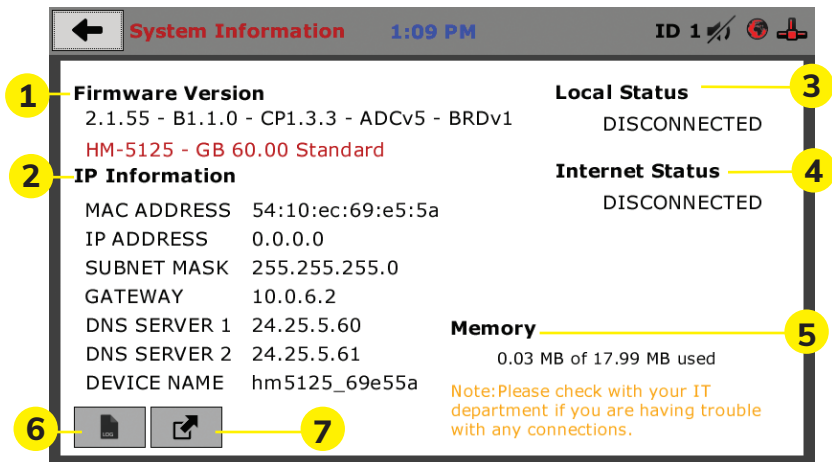 System Information 1:09 PM ID 1
1 Firmware Version
2.1.55 - B1.1.0 - CP1.3.3 - ADCv5 - BRDv1
HM-5125 - GB 60.00 Standard
2 IP Information
MAC ADDRESS 54:10:ec:69:e5:5a
IP ADDRESS 0.0.0.0
SUBNET MASK 255.255.255.0
GATEWAY 10.0.6.2
DNS SERVER 1 24.25.5.60
DNS SERVER 2 24.25.5.61
DEVICE NAME hm5125_69e55a
Local Status 3
DISCONNECTED
Internet Status 4
DISCONNECTED
Memory 5
0.03 MB of 17.99 MB used
Note:Please check with your IT
department if you are having trouble
with any connections.
6 LOG 7